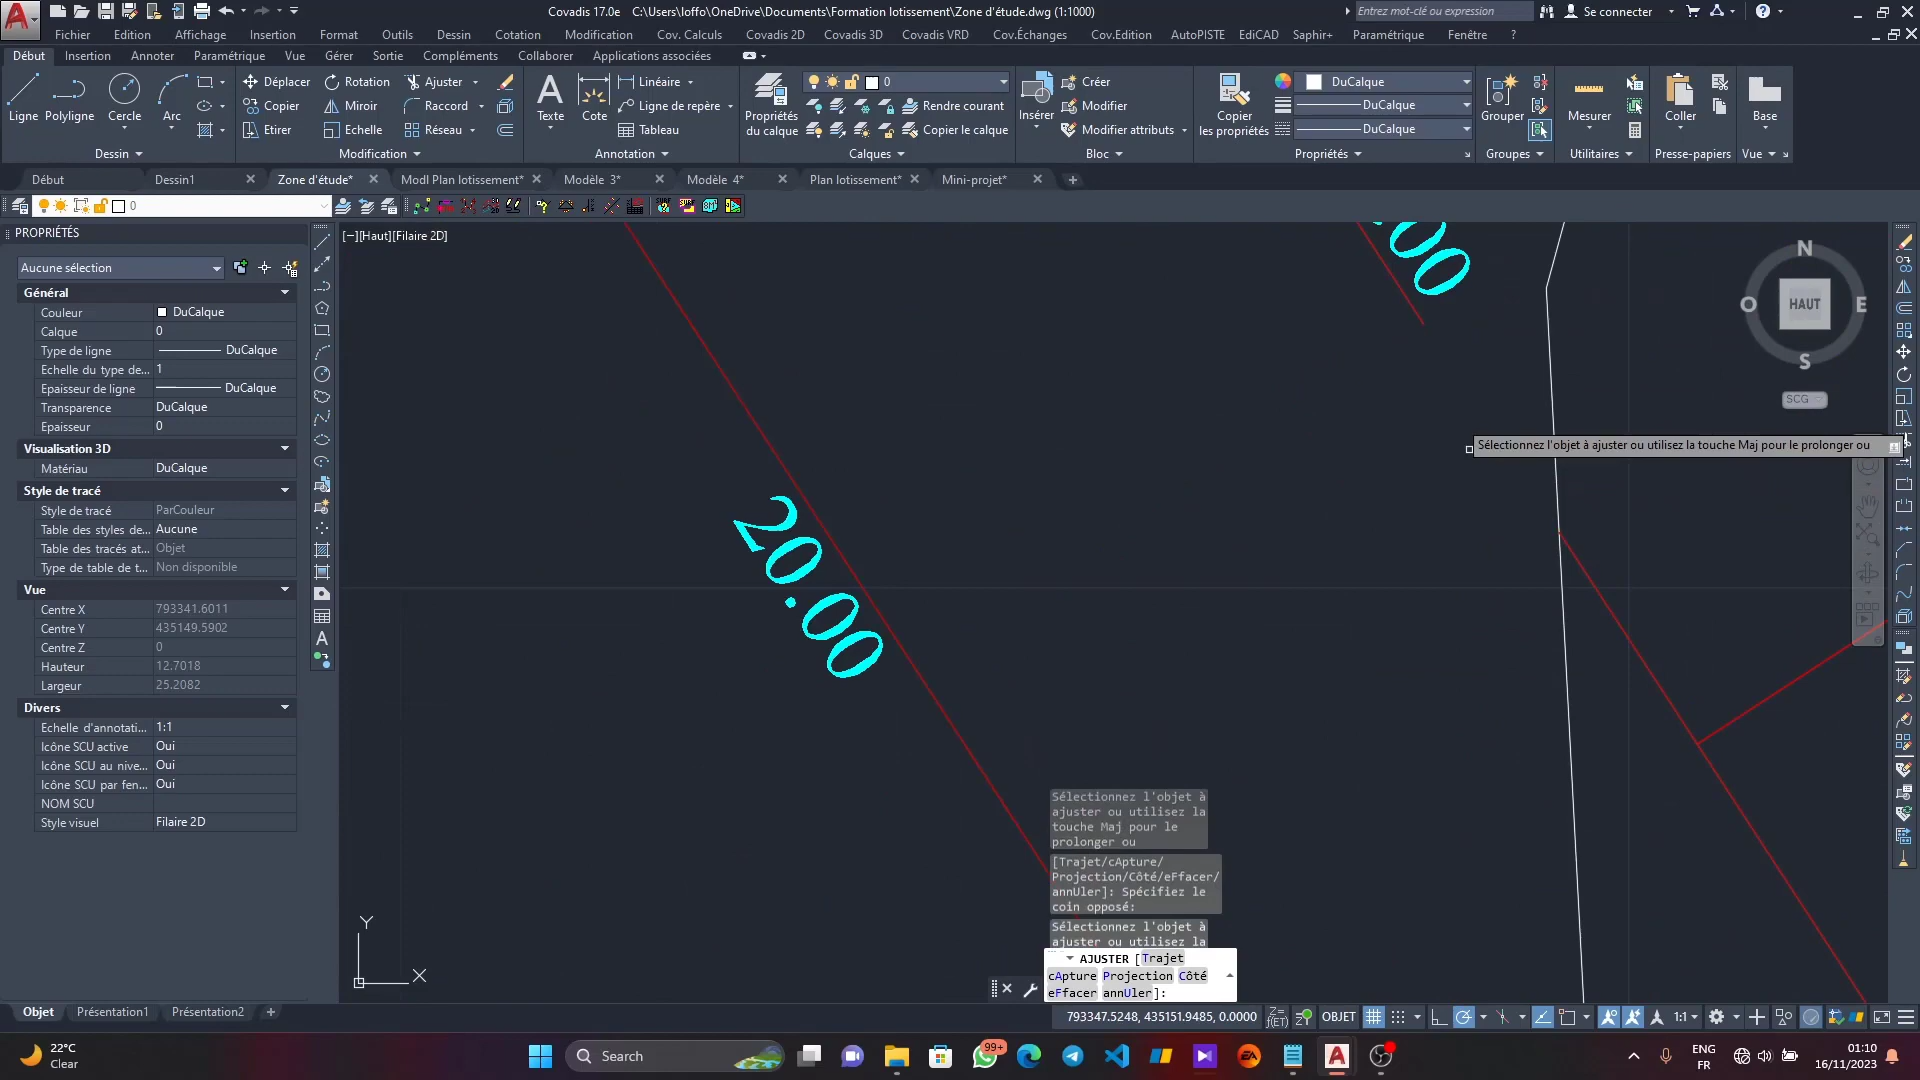 Covadis 17.0e C:\Users\loffo\OneDrive\Documents\Formation lotissement\Zone d'étude.dwg (1:1000)
Entrez mot-clé ou expression
Se connecter
Fichier Edition Affichage Insertion Format Outils Dessin Cotation Modification Cov. Calculs Covadis 2D Covadis 3D Covadis VRD Cov.Échanges Cov.Edition AutoPISTE EdiCAD Saphir+ Paramétrique Fenêtre ?
Début Insertion Annoter Paramétrique Vue Gérer Sortie Compléments Collaborer Applications associées
Ligne Polyligne Cercle Arc
Déplacer Rotation Ajuster
Copier Miroir Raccord
Etirer Echelle Réseau
Texte Cote
Linéaire
Ligne de repère
Tableau
Propriétés du calque
0
Rendre courant
Copier le calque
Insérer
Créer
Modifier
Modifier attributs
Copier les propriétés
DuCalque
DuCalque
DuCalque
Grouper
Mesurer
Coller
Base
Dessin Modification Annotation Calques Bloc Propriétés Groupes Utilitaires Presse-papiers Vue
Début Dessin1 Zone d'étude* Modl Plan lotissement* Modèle 3* Modèle 4* Plan lotissement* Mini-projet*
0
PROPRIÉTÉS
[−][Haut][Filaire 2D]
Aucune sélection
Général
Couleur DuCalque
Calque 0
Type de ligne DuCalque
Echelle du type de... 1
Epaisseur de ligne DuCalque
Transparence DuCalque
Epaisseur 0
Visualisation 3D
Matériau DuCalque
Style de tracé
Style de tracé ParCouleur
Table des styles de... Aucune
Table des tracés at... Objet
Type de table de t... Non disponible
Vue
Centre X 793341.6011
Centre Y 435149.5902
Centre Z 0
Hauteur 12.7018
Largeur 25.2082
Divers
Echelle d'annotati... 1:1
Icône SCU active Oui
Icône SCU au nive... Oui
Icône SCU par fen... Oui
NOM SCU
Style visuel Filaire 2D
.00
N
O HAUT E
S
SCG
Sélectionnez l'objet à ajuster ou utilisez la touche Maj pour le prolonger ou
20.00
Sélectionnez l'objet à
ajuster ou utilisez la
touche Maj pour le
prolonger ou
[Trajet/cApture/
Projection/Côté/eFfacer/
annUler]: Spécifiez le
coin opposé:
Sélectionnez l'objet à
ajuster ou utilisez la
AJUSTER [Trajet
cApture Projection Côté
eFfacer annUler]:
Y
X
Objet Présentation1 Présentation2
793347.5248, 435151.9485, 0.0000
OBJET
1:1
22°C
Clear
Search
99+
ENG
FR
01:10
16/11/2023